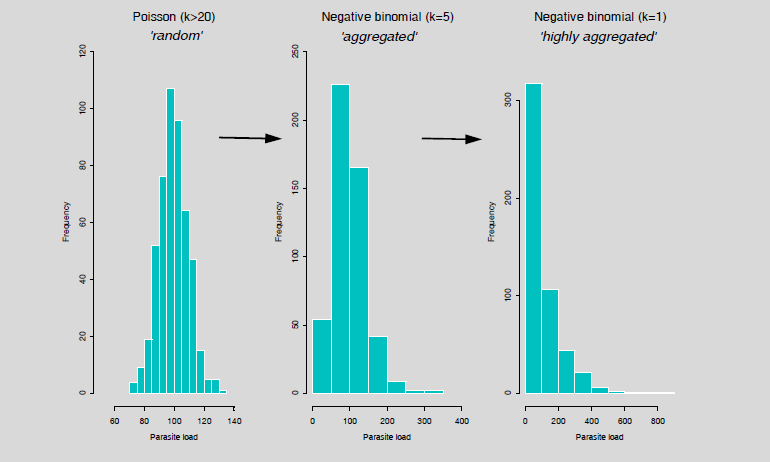 Poisson (k>20)
'random'
Negative binomial (k=5)
'aggregated'
Negative binomial (k=1)
'highly aggregated'
120
100
80
60
40
20
0
Frequency
60 80 100 120 140
Parasite load
250
200
150
100
50
0
Frequency
0 100 200 300 400
Parasite load
300
200
100
0
Frequency
0 200 400 600 800
Parasite load